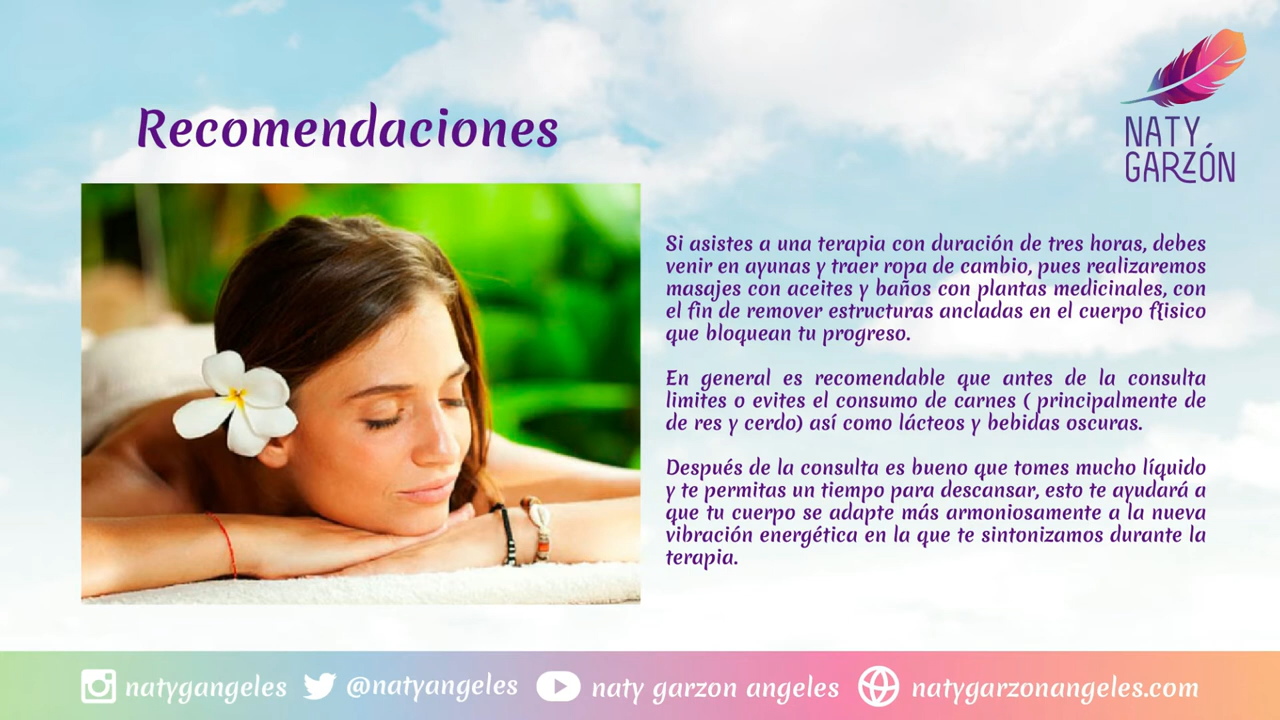 Recomendaciones
NATY
GARZÓN
Si asistes a una terapia con duración de tres horas, debes
venir en ayunas y traer ropa de cambio, pues realizaremos
masajes con aceites y baños con plantas medicinales, con
el fin de remover estructuras ancladas en el cuerpo f{isico
que bloquean tu progreso.
En general es recomendable que antes de la consulta
limites o evites el consumo de carnes ( principalmente de
de res y cerdo) así como lácteos y bebidas oscuras.
Después de la consulta es bueno que tomes mucho líquido
y te permitas un tiempo para descansar, esto te ayudará a
que tu cuerpo se adapte más armoniosamente a la nueva
vibración energética en la que te sintonizamos durante la
terapia.
natygangeles @natyangeles naty garzon angeles natygarzonangeles.com